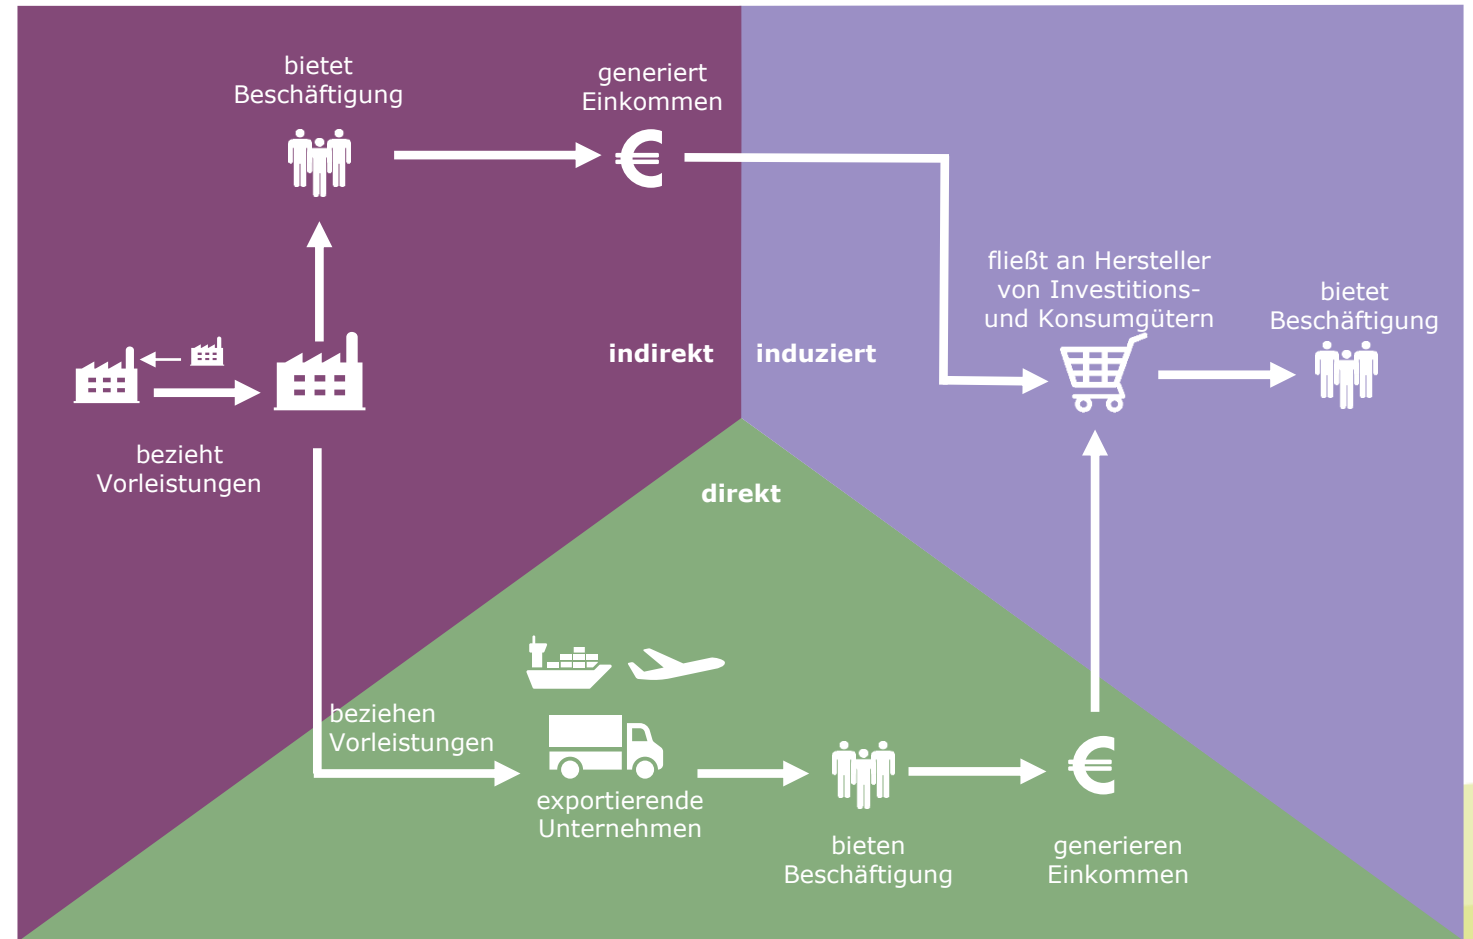 bietet
Beschäftigung
generiert
Einkommen
fließt an Hersteller
von Investitions-
und Konsumgütern
bietet
Beschäftigung
indirekt
induziert
bezieht
Vorleistungen
direkt
beziehen
Vorleistungen
exportierende
Unternehmen
bieten
Beschäftigung
generieren
Einkommen